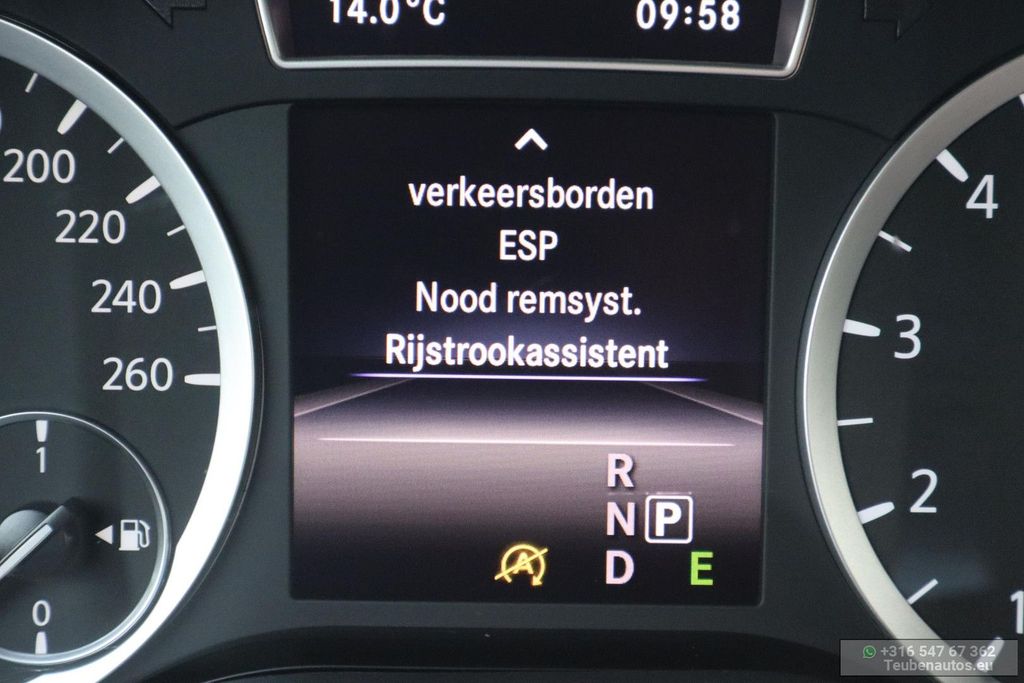 14.0°C 09:58
verkeersborden
ESP
Nood remsyst.
Rijstrookassistent
R
N P
D E
A
200
220
240
260
1
0
4
3
2
1
+316 547 67 362
Teubenautos.eu